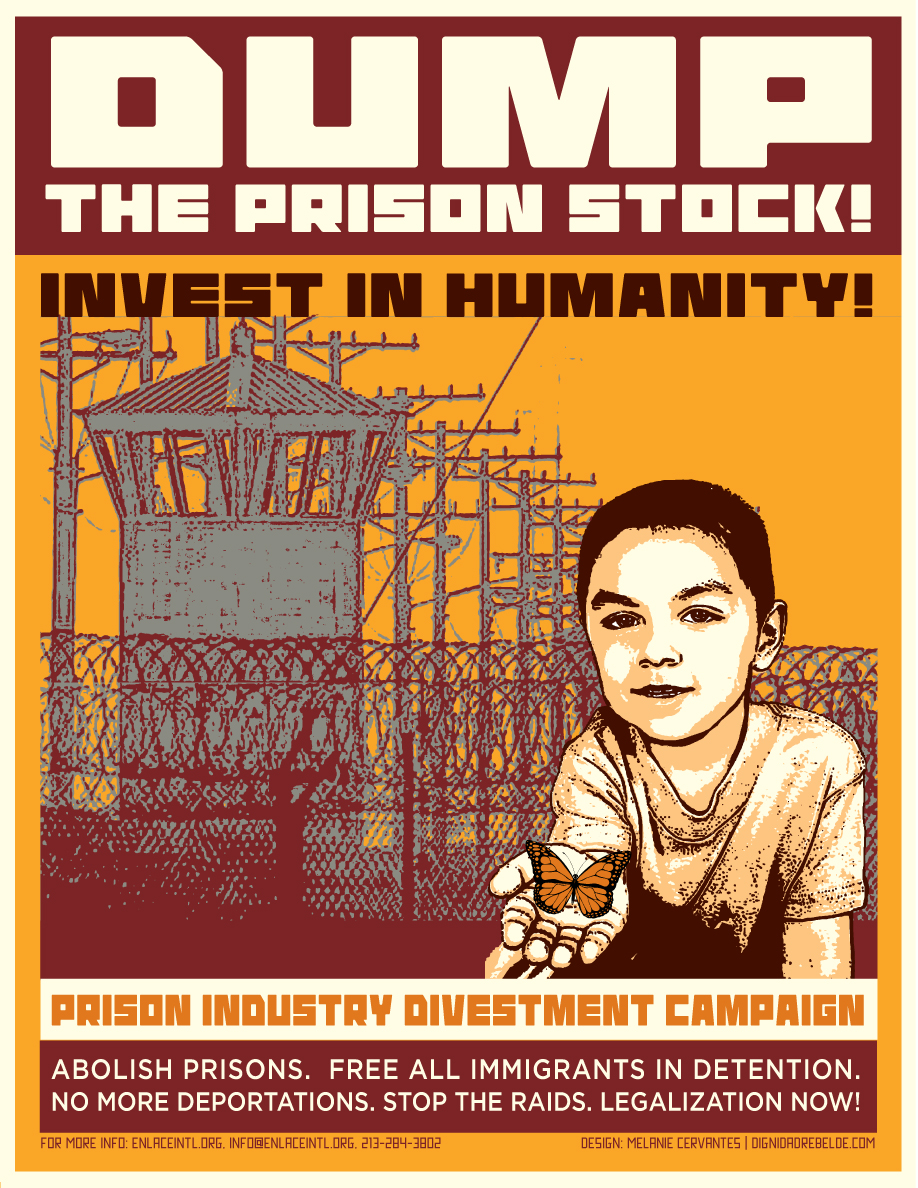 DUMP
THE PRISON STOCK!
INVEST IN HUMANITY!
PRISON INDUSTRY DIVESTMENT CAMPAIGN
ABOLISH PRISONS. FREE ALL IMMIGRANTS IN DETENTION.
NO MORE DEPORTATIONS. STOP THE RAIDS. LEGALIZATION NOW!
FOR MORE INFO: ENLACEINTL.ORG. INFO@ENLACEINTL.ORG. 213-284-3802
DESIGN: MELANIE CERVANTES | DIGNIDADREBELDE.COM